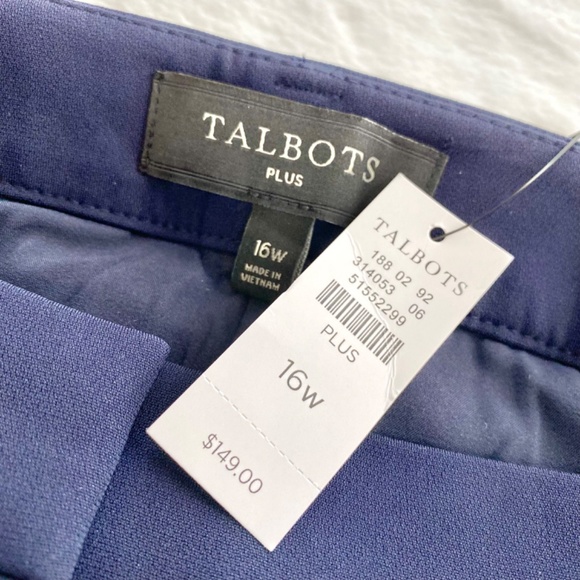 TALBOTS
PLUS
16W
MADE IN
VIETNAM
TALBOTS
188 02 92
314053 06
51552299
PLUS
16W
$149.00